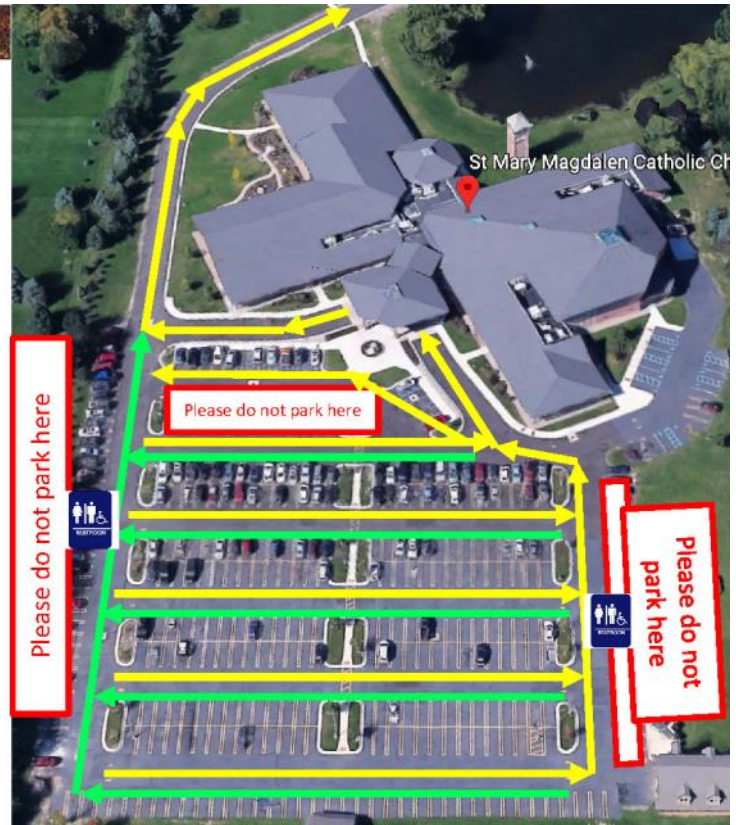 St Mary Magdalen Catholic Ch
Please do not park here
Please do not park here
RESTROOM
Please do not
park here
RESTROOM